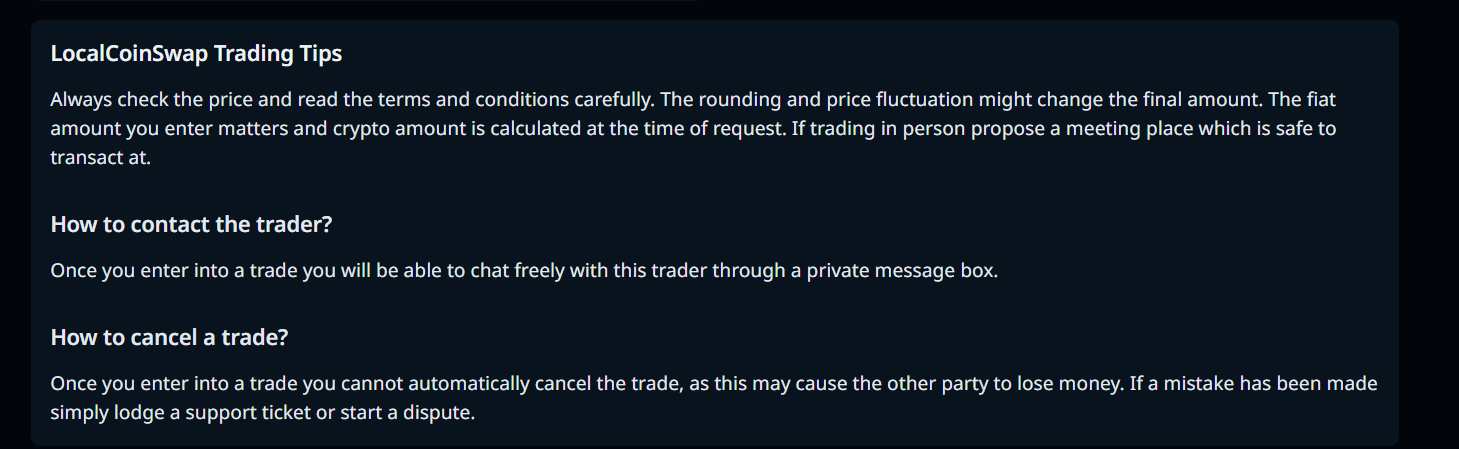 LocalCoinSwap Trading Tips
Always check the price and read the terms and conditions carefully. The rounding and price fluctuation might change the final amount. The fiat
amount you enter matters and crypto amount is calculated at the time of request. If trading in person propose a meeting place which is safe to
transact at.
How to contact the trader?
Once you enter into a trade you will be able to chat freely with this trader through a private message box.
How to cancel a trade?
Once you enter into a trade you cannot automatically cancel the trade, as this may cause the other party to lose money. If a mistake has been made
simply lodge a support ticket or start a dispute.